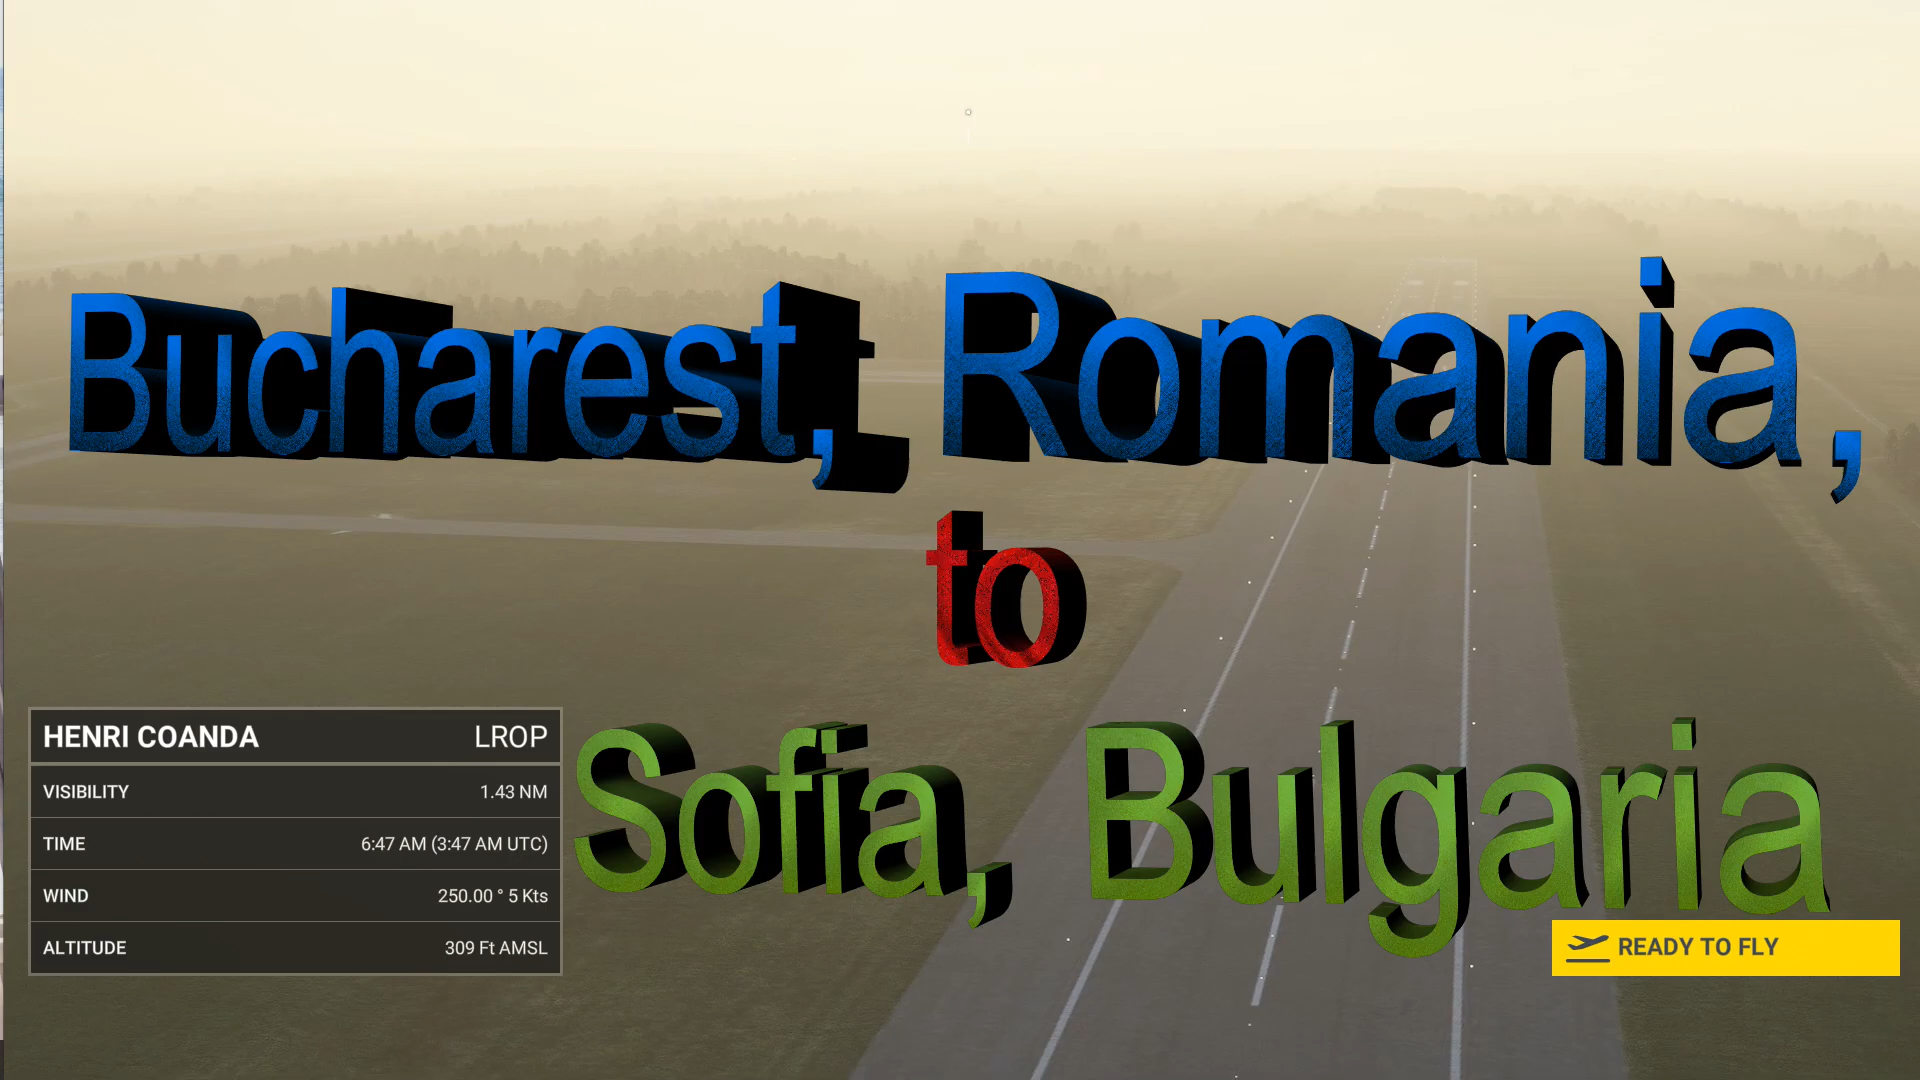 Bucharest, Romania,
to
Sofia, Bulgaria
HENRI COANDA LROP
VISIBILITY 1.43 NM
TIME 6:47 AM (3:47 AM UTC)
WIND 250.00 ° 5 Kts
ALTITUDE 309 Ft AMSL
READY TO FLY